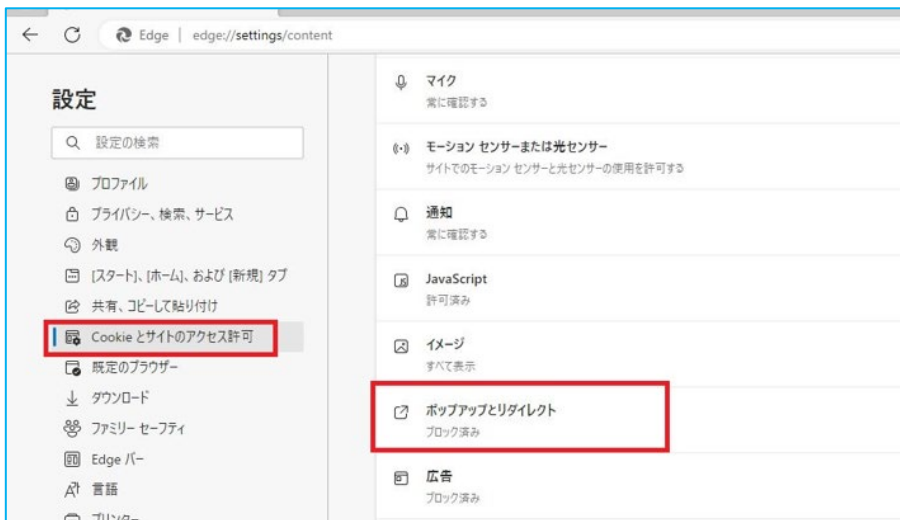 Edge | edge://settings/content
設定
設定の検索
プロファイル
プライバシー、検索、サービス
外観
[スタート]、[ホーム]、および [新規] タブ
共有、コピーして貼り付け
Cookie とサイトのアクセス許可
既定のブラウザー
ダウンロード
ファミリー セーフティ
Edge バー
言語
プリンター
マイク
常に確認する
モーション センサーまたは光センサー
サイトでのモーション センサーと光センサーの使用を許可する
通知
常に確認する
JavaScript
許可済み
イメージ
すべて表示
ポップアップとリダイレクト
ブロック済み
広告
ブロック済み